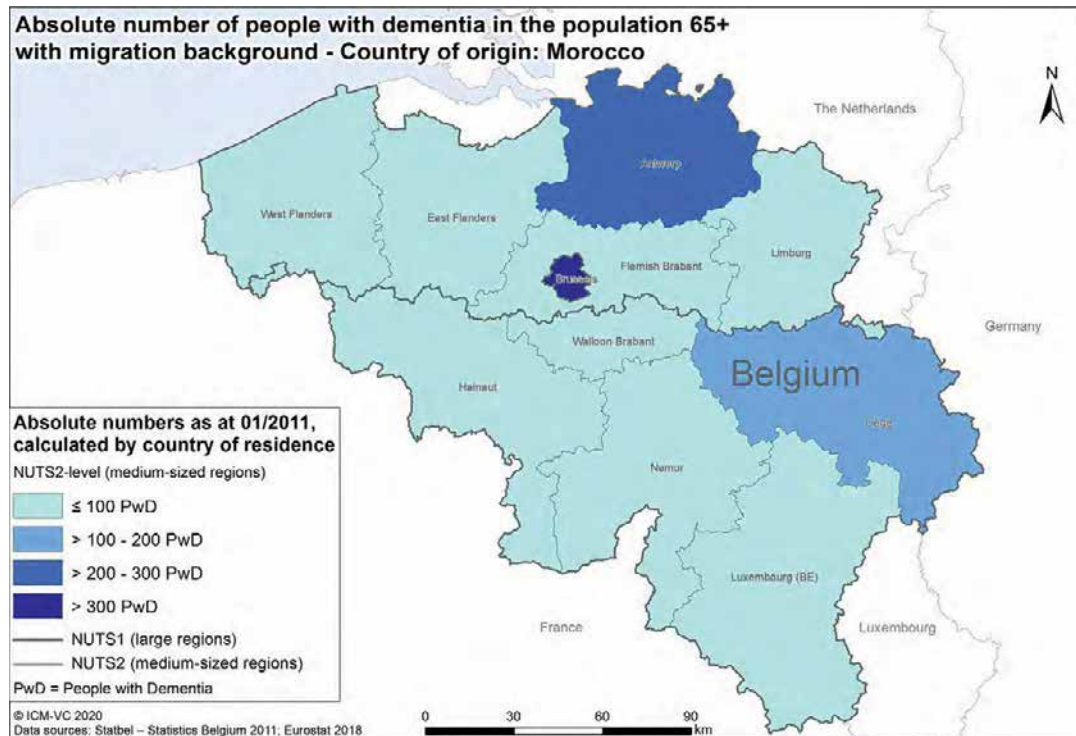 Absolute number of people with dementia in the population 65+
with migration background - Country of origin: Morocco
N
The Netherlands
Antwerp
West Flanders
East Flanders
Limburg
Flemish Brabant
Brussels
Germany
Walloon Brabant
Belgium
Hainaut
Liège
Namur
Luxembourg (BE)
France
Luxembourg
Absolute numbers as at 01/2011,
calculated by country of residence
NUTS2-level (medium-sized regions)
≤ 100 PwD
> 100 - 200 PwD
> 200 - 300 PwD
> 300 PwD
NUTS1 (large regions)
NUTS2 (medium-sized regions)
PwD = People with Dementia
© ICM-VC 2020
Data sources: Statbel – Statistics Belgium 2011; Eurostat 2018
0 30 60 90
km